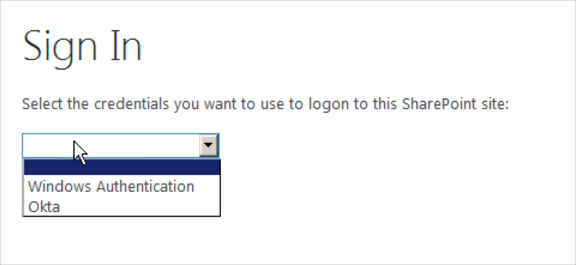 Sign In
Select the credentials you want to use to logon to this SharePoint site:
Windows Authentication
Okta